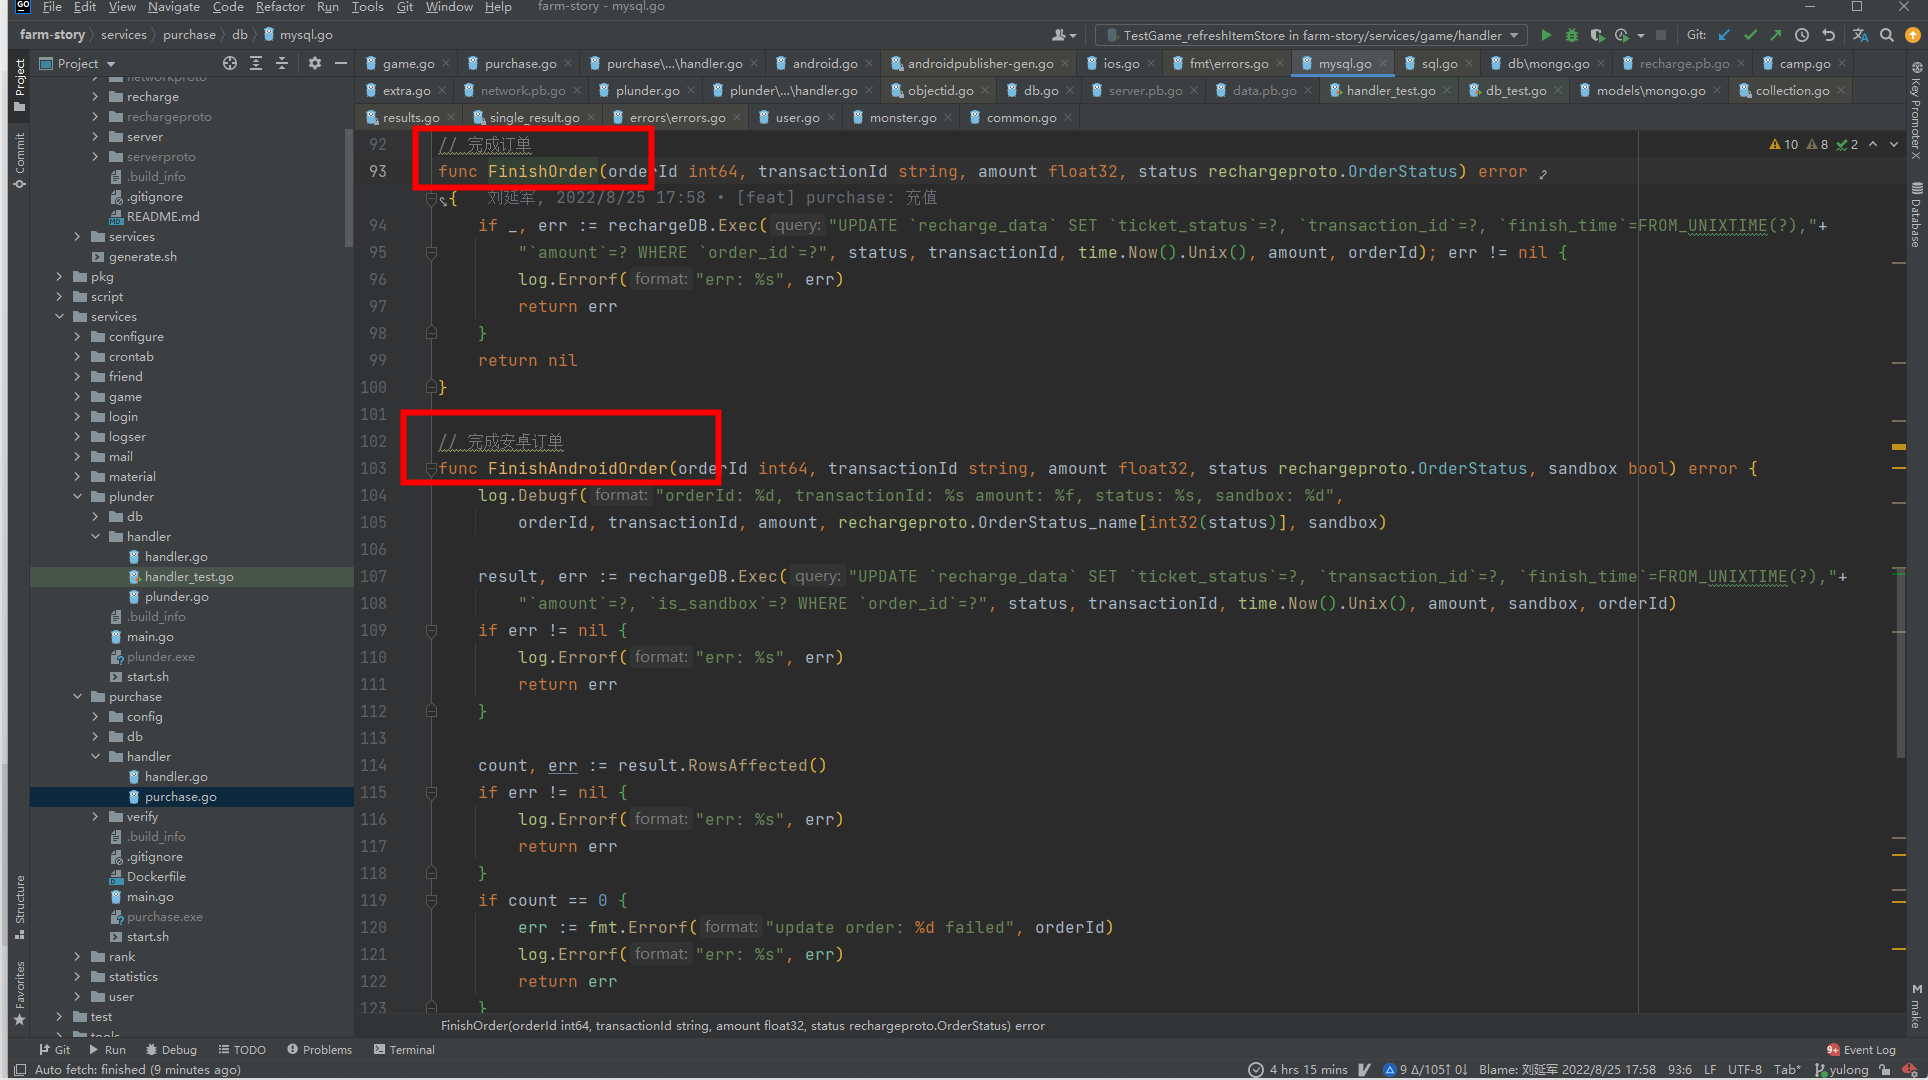 File Edit View Navigate Code Refactor Run Tools Git Window Help farm-story - mysql.go
farm-story services purchase db mysql.go
TestGame_refreshItemStore in farm-story/services/game/handler Git:
Project
game.go purchase.go purchase\...\handler.go android.go androidpublisher-gen.go ios.go fmt\errors.go mysql.go sql.go db\mongo.go recharge.pb.go camp.go
extra.go network.pb.go plunder.go plunder\...\handler.go objectid.go db.go server.pb.go data.pb.go handler_test.go db_test.go models\mongo.go collection.go
results.go single_result.go errors\errors.go user.go monster.go common.go
Project
Commit
Structure
Favorites
networkproto
recharge
rechargeproto
server
serverproto
.build_info
.gitignore
README.md
services
generate.sh
pkg
script
services
configure
crontab
friend
game
login
logser
mail
material
plunder
db
handler
handler.go
handler_test.go
plunder.go
.build_info
main.go
plunder.exe
start.sh
purchase
config
db
handler
handler.go
purchase.go
verify
.build_info
.gitignore
Dockerfile
main.go
purchase.exe
start.sh
rank
statistics
user
test
tools
10 8 2
92 // 完成订单
93 func FinishOrder(orderId int64, transactionId string, amount float32, status rechargeproto.OrderStatus) error
{ 刘延军, 2022/8/25 17:58 • [feat] purchase: 充值
94 if _, err := rechargeDB.Exec( query: "UPDATE `recharge_data` SET `ticket_status`=?, `transaction_id`=?, `finish_time`=FROM_UNIXTIME(?),"+
95 "`amount`=? WHERE `order_id`=?", status, transactionId, time.Now().Unix(), amount, orderId); err != nil {
96 log.Errorf( format: "err: %s", err)
97 return err
98 }
99 return nil
100 }
101
102 // 完成安卓订单
103 func FinishAndroidOrder(orderId int64, transactionId string, amount float32, status rechargeproto.OrderStatus, sandbox bool) error {
104 log.Debugf( format: "orderId: %d, transactionId: %s amount: %f, status: %s, sandbox: %d",
105 orderId, transactionId, amount, rechargeproto.OrderStatus_name[int32(status)], sandbox)
106
107 result, err := rechargeDB.Exec( query: "UPDATE `recharge_data` SET `ticket_status`=?, `transaction_id`=?, `finish_time`=FROM_UNIXTIME(?),"+
108 "`amount`=?, `is_sandbox`=? WHERE `order_id`=?", status, transactionId, time.Now().Unix(), amount, sandbox, orderId)
109 if err != nil {
110 log.Errorf( format: "err: %s", err)
111 return err
112 }
113
114 count, err := result.RowsAffected()
115 if err != nil {
116 log.Errorf( format: "err: %s", err)
117 return err
118 }
119 if count == 0 {
120 err := fmt.Errorf( format: "update order: %d failed", orderId)
121 log.Errorf( format: "err: %s", err)
122 return err
123 }
FinishOrder(orderId int64, transactionId string, amount float32, status rechargeproto.OrderStatus) error
Key Promoter X
Database
make
Git Run Debug TODO Problems Terminal 9+ Event Log
Auto fetch: finished (9 minutes ago) 4 hrs 15 mins 9 ∆/105↑ 0↓ Blame: 刘延军 2022/8/25 17:58 93:6 LF UTF-8 Tab* yulong